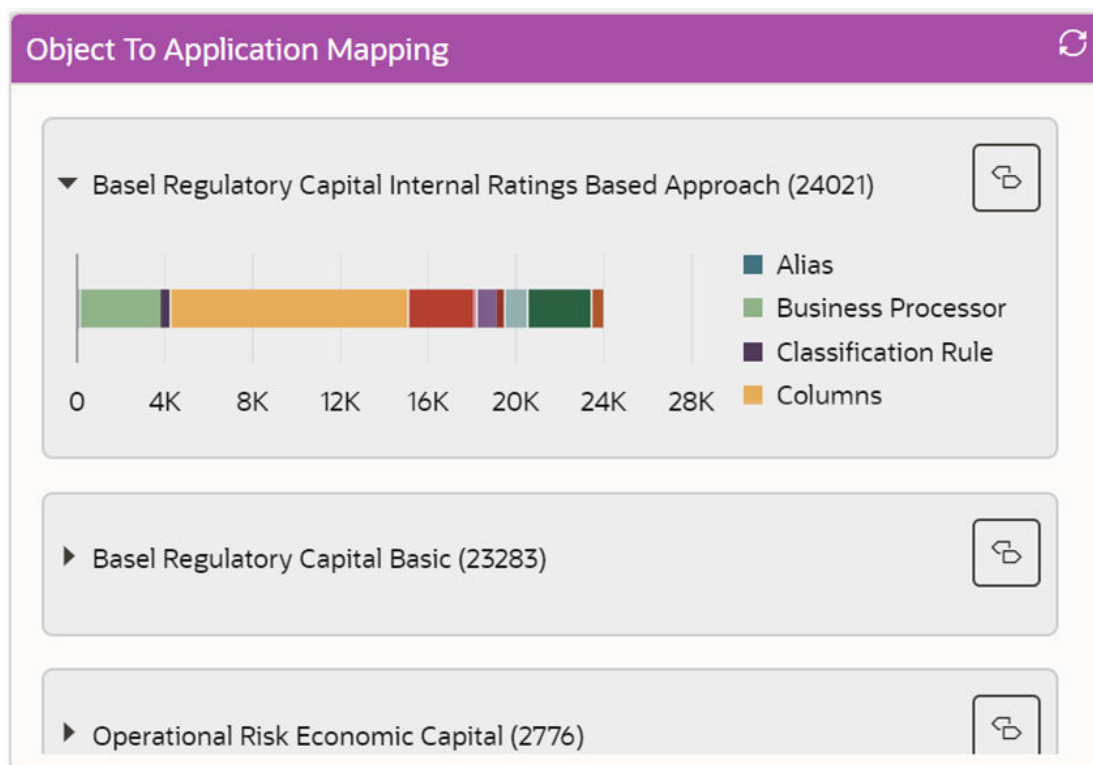 Object To Application Mapping
Basel Regulatory Capital Internal Ratings Based Approach (24021)
Alias
Business Processor
Classification Rule
Columns
0 4K 8K 12K 16K 20K 24K 28K
Basel Regulatory Capital Basic (23283)
Operational Risk Economic Capital (2776)